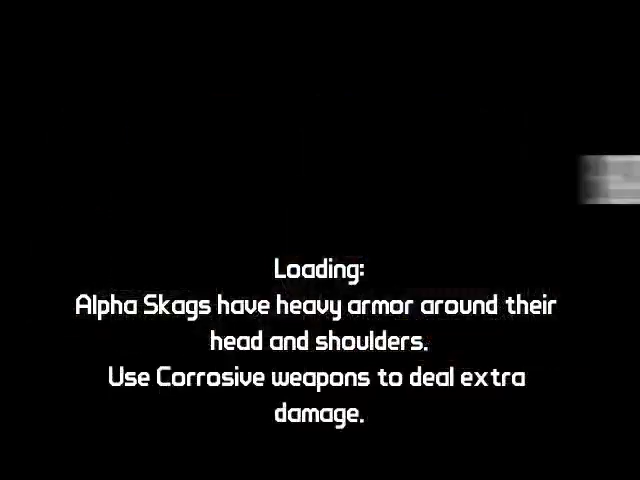 Loading:
Alpha Skags have heavy armor around their
head and shoulders.
Use Corrosive weapons to deal extra
damage.